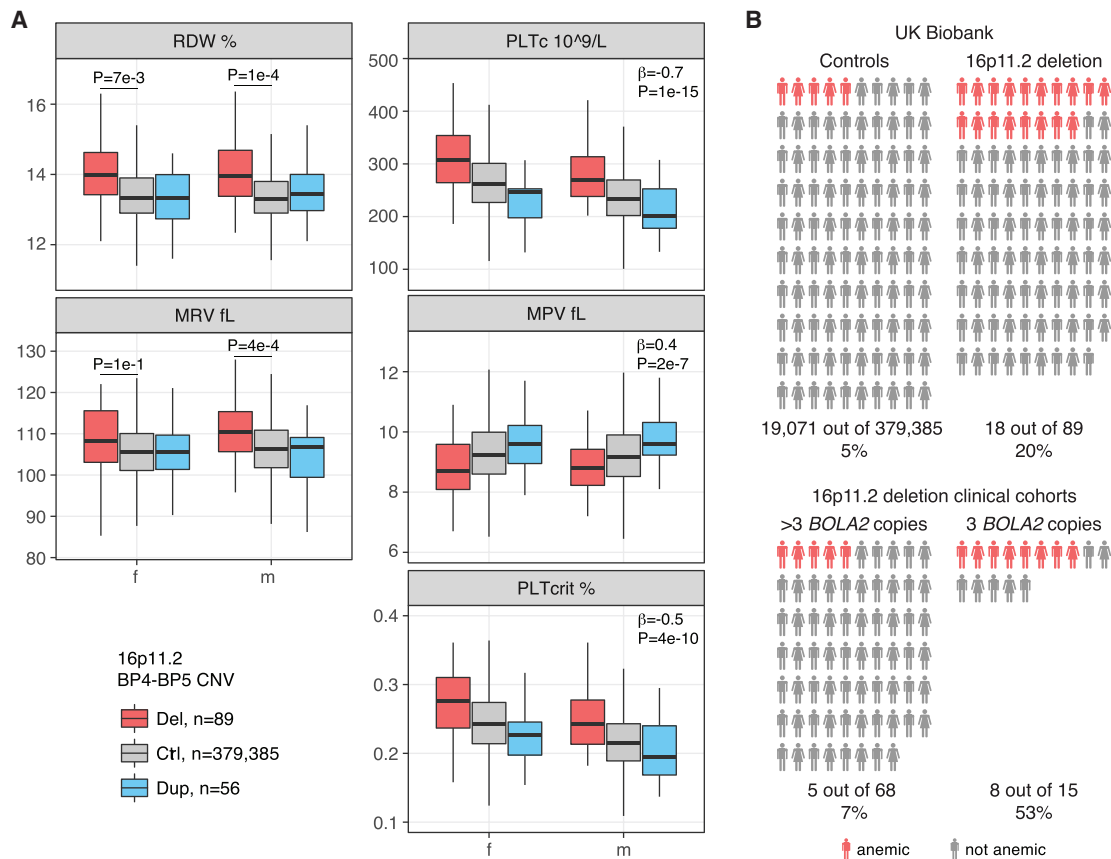 A
RDW %
P=7e-3
P=1e-4
16
14
12
MRV fL
P=1e-1
P=4e-4
130
120
110
100
90
80
f
m
16p11.2
BP4-BP5 CNV
Del, n=89
Ctrl, n=379,385
Dup, n=56
PLTc 10^9/L
β=-0.7
P=1e-15
500
400
300
200
100
MPV fL
β=0.4
P=2e-7
12
10
8
6
PLTcrit %
β=-0.5
P=4e-10
0.4
0.3
0.2
0.1
f
m
B
UK Biobank
Controls
16p11.2 deletion
19,071 out of 379,385
5%
18 out of 89
20%
16p11.2 deletion clinical cohorts
>3 BOLA2 copies
3 BOLA2 copies
5 out of 68
7%
8 out of 15
53%
anemic
not anemic